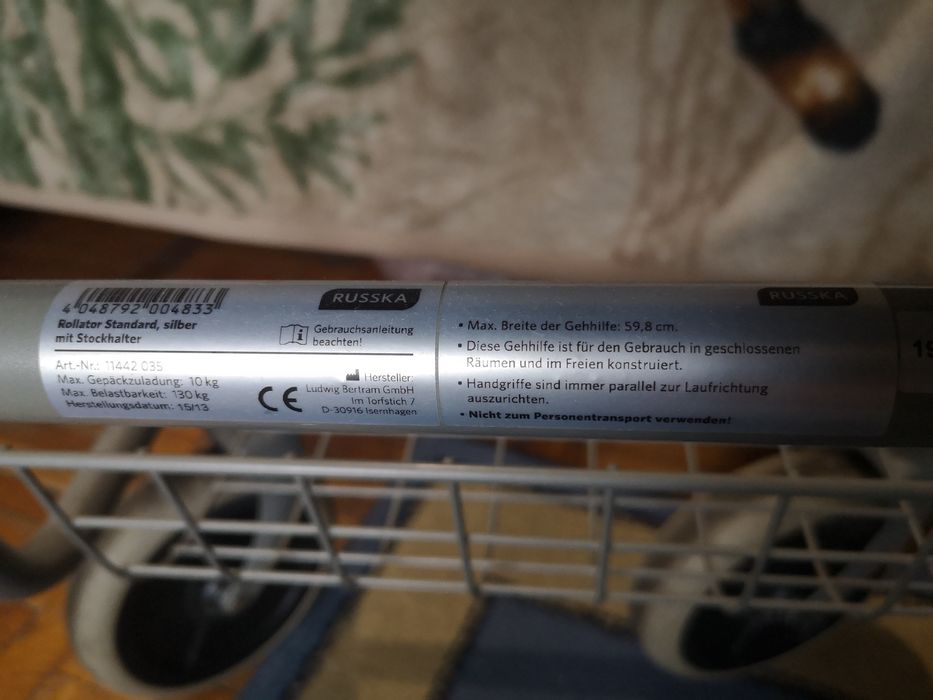 4 048792 004833
RUSSKA
Rollator Standard, silber
mit Stockhalter
Gebrauchsanleitung
beachten!
Art.-Nr.: 11442 035
Max. Gepäckzuladung: 10 kg
Max. Belastbarkeit: 130 kg
Herstellungsdatum: 15/13
CE
Hersteller:
Ludwig Bertram GmbH
Im Torfstich 7
D-30916 Isernhagen
RUSSKA
• Max. Breite der Gehhilfe: 59,8 cm.
• Diese Gehhilfe ist für den Gebrauch in geschlossenen
Räumen und im Freien konstruiert.
• Handgriffe sind immer parallel zur Laufrichtung
auszurichten.
• Nicht zum Personentransport verwenden!